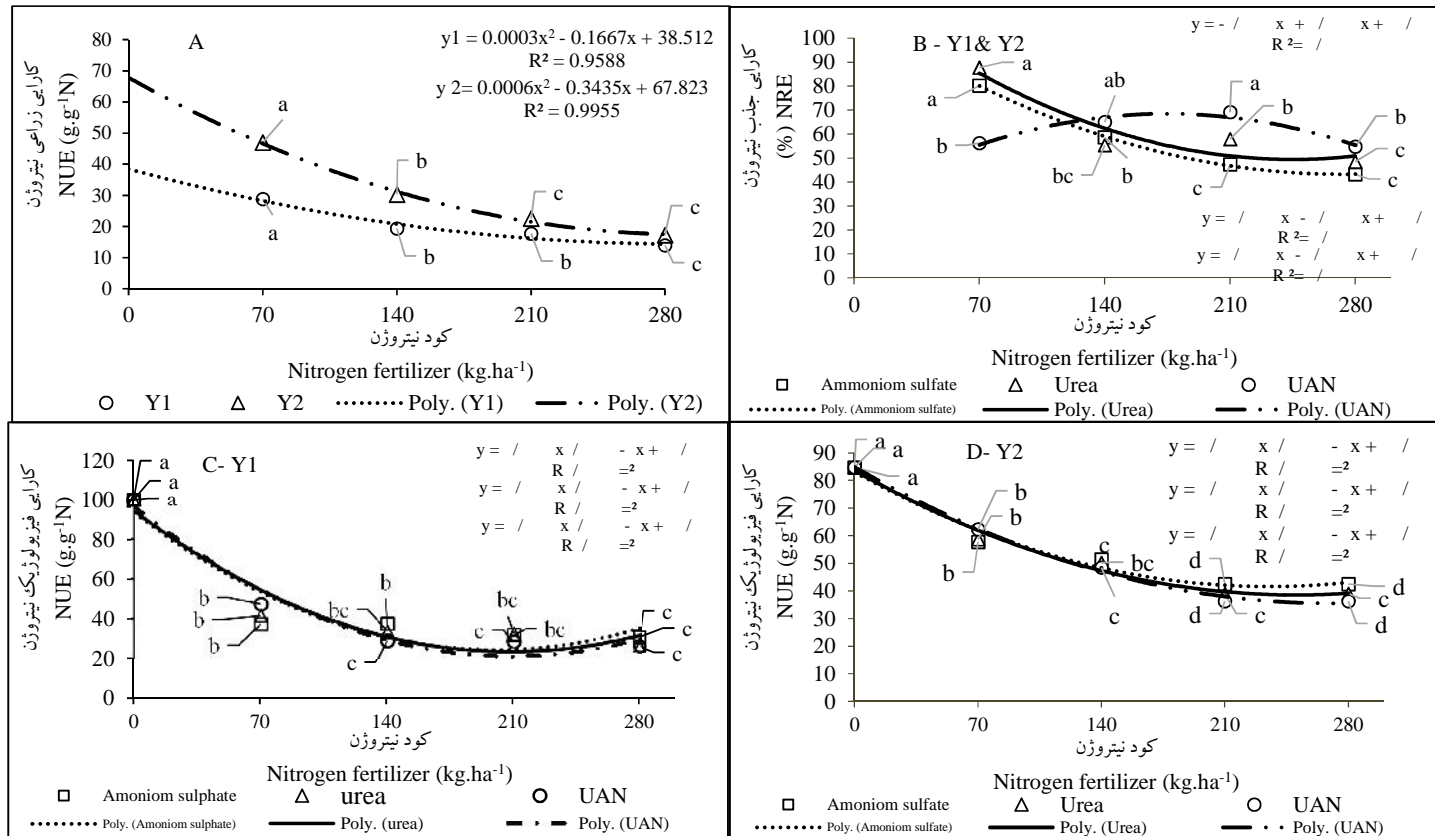 A
y1 = 0.0003x² - 0.1667x + 38.512
R² = 0.9588
y 2= 0.0006x² - 0.3435x + 67.823
R² = 0.9955
کارایی زراعی نیتروژن
NUE (g.g⁻¹N)
80
70
60
50
40
30
20
10
0
a
b
c
c
a
b
b
c
0 70 140 210 280
کود نیتروژن
Nitrogen fertilizer (kg.ha⁻¹)
Y1 Y2 Poly. (Y1) Poly. (Y2)
B - Y1& Y2
y = - / x + / x + /
R ²= /
کارایی جذب نیتروژن
(%) NRE
100
90
80
70
60
50
40
30
20
10
0
a
a
ab
a
b
b
b
bc
b
c
c
c
y = / x - / x + /
R ²= /
y = / x - / x + /
R ²= /
0 70 140 210 280
کود نیتروژن
Nitrogen fertilizer (kg.ha⁻¹)
Ammoniom sulfate Urea UAN
Poly. (Ammoniom sulfate) Poly. (Urea) Poly. (UAN)
C- Y1
y = / x / - x + /
R / =²
y = / x / - x + /
R / =²
y = / x / - x + /
R / =²
کارایی فیزیولوژیک نیتروژن
NUE (g.g⁻¹N)
120
100
80
60
40
20
0
a
a
a
b
b
b
b
bc
c
bc
c
bc
c
c
c
0 70 140 210 280
کود نیتروژن
Nitrogen fertilizer (kg.ha⁻¹)
Amoniom sulphate urea UAN
Poly. (Amoniom sulphate) Poly. (urea) Poly. (UAN)
D- Y2
y = / x / - x + /
R / =²
y = / x / - x + /
R / =²
y = / x / - x + /
R / =²
کارایی فیزیولوژیک نیتروژن
NUE (g.g⁻¹N)
90
80
70
60
50
40
30
20
10
0
a
a
a
b
b
b
c
bc
c
d
d
c
d
c
d
0 70 140 210 280
کود نیتروژن
Nitrogen fertilizer (kg.ha⁻¹)
Amoniom sulfate Urea UAN
Poly. (Amoniom sulfate) Poly. (Urea) Poly. (UAN)